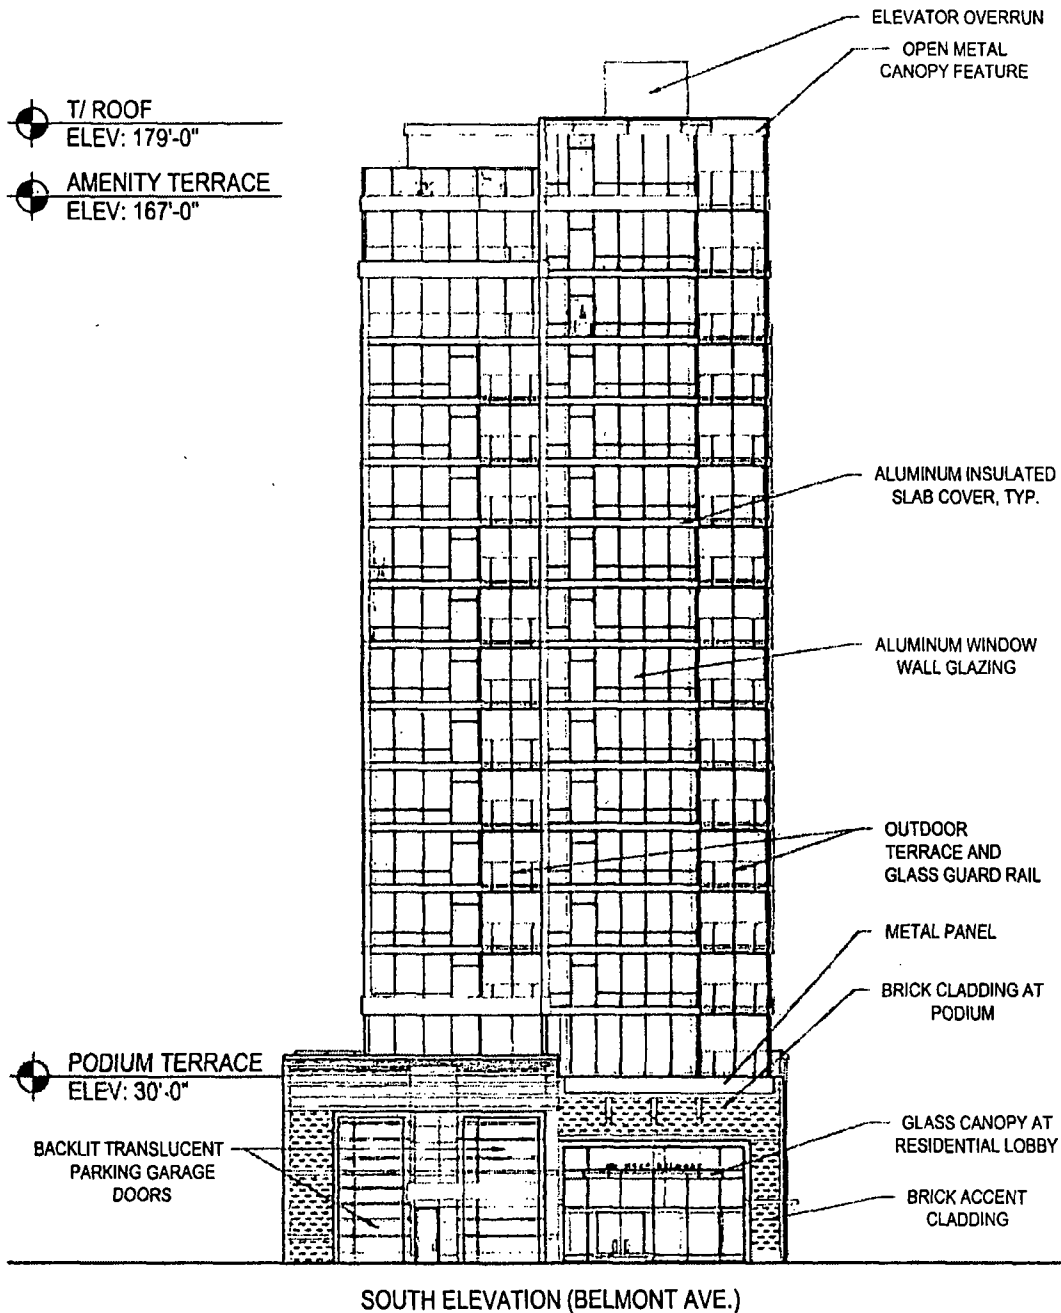 ELEVATOR OVERRUN
OPEN METAL
CANOPY FEATURE
T/ ROOF
ELEV: 179'-0"
AMENITY TERRACE
ELEV: 167'-0"
ALUMINUM INSULATED
SLAB COVER, TYP.
ALUMINUM WINDOW
WALL GLAZING
OUTDOOR
TERRACE AND
GLASS GUARD RAIL
METAL PANEL
BRICK CLADDING AT
PODIUM
PODIUM TERRACE
ELEV: 30'-0"
BACKLIT TRANSLUCENT
PARKING GARAGE
DOORS
GLASS CANOPY AT
RESIDENTIAL LOBBY
BRICK ACCENT
CLADDING
SOUTH ELEVATION (BELMONT AVE.)